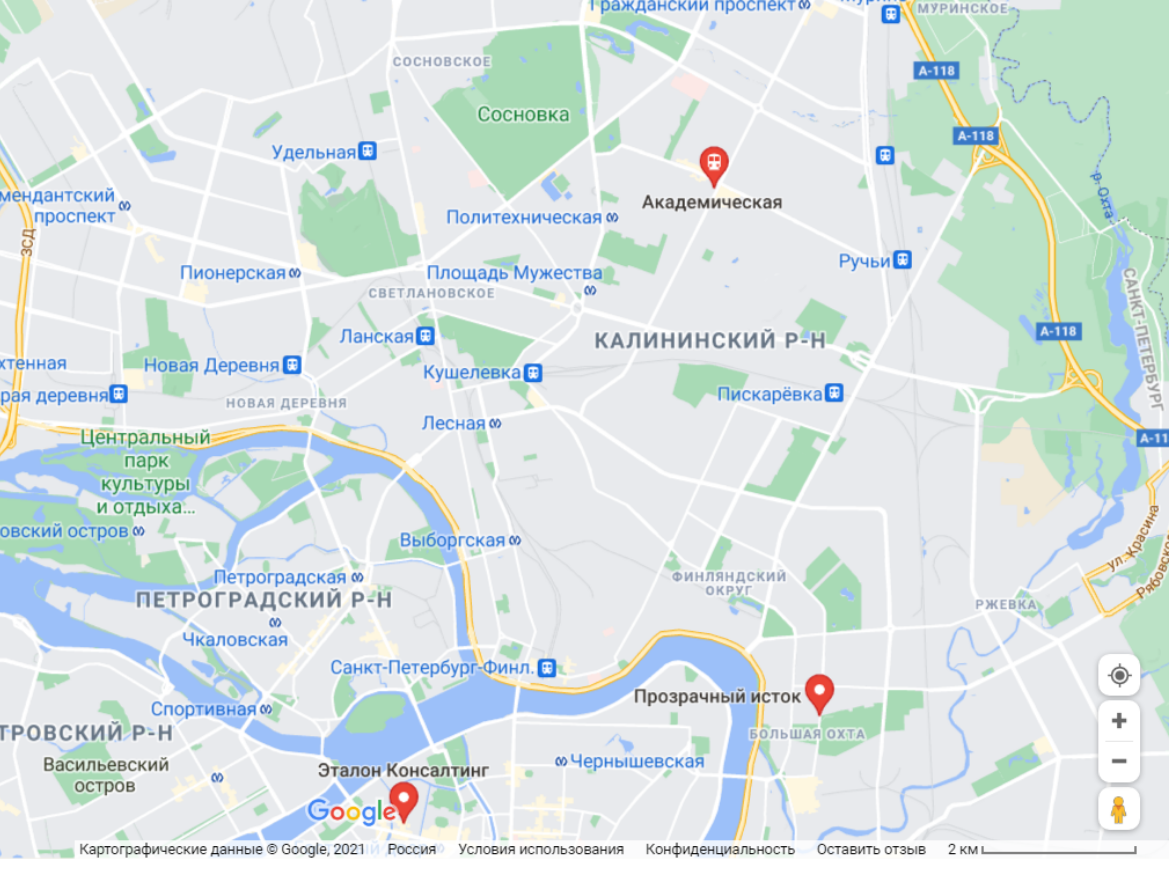 Гражданский проспект
МУРИНСКОЕ
СОСНОВСКОЕ
А-118
Сосновка
А-118
Удельная
р. Охта
мендантский
проспект
Академическая
Политехническая
ЗСД
Ручьи
Пионерская
Площадь Мужества
СВЕТЛАНОВСКОЕ
САНКТ-ПЕТЕРБУРГ
Ланская
КАЛИНИНСКИЙ Р-Н
А-118
хтенная
Новая Деревня
Кушелевка
рая деревня
Пискарёвка
НОВАЯ ДЕРЕВНЯ
Лесная
Центральный
парк
культуры
и отдыха...
А-11
овский остров
Выборгская
ул. Красина
Рябовское
Петроградская
ФИНЛЯНДСКИЙ
ОКРУГ
ПЕТРОГРАДСКИЙ Р-Н
РЖЕВКА
Чкаловская
Санкт-Петербург-Финл.
Прозрачный исток
Спортивная
ТРОВСКИЙ Р-Н
БОЛЬШАЯ ОХТА
Васильевский
остров
Чернышевская
Эталон Консалтинг
Google
Картографические данные © Google, 2021 Россия Условия использования Конфиденциальность Оставить отзыв 2 км